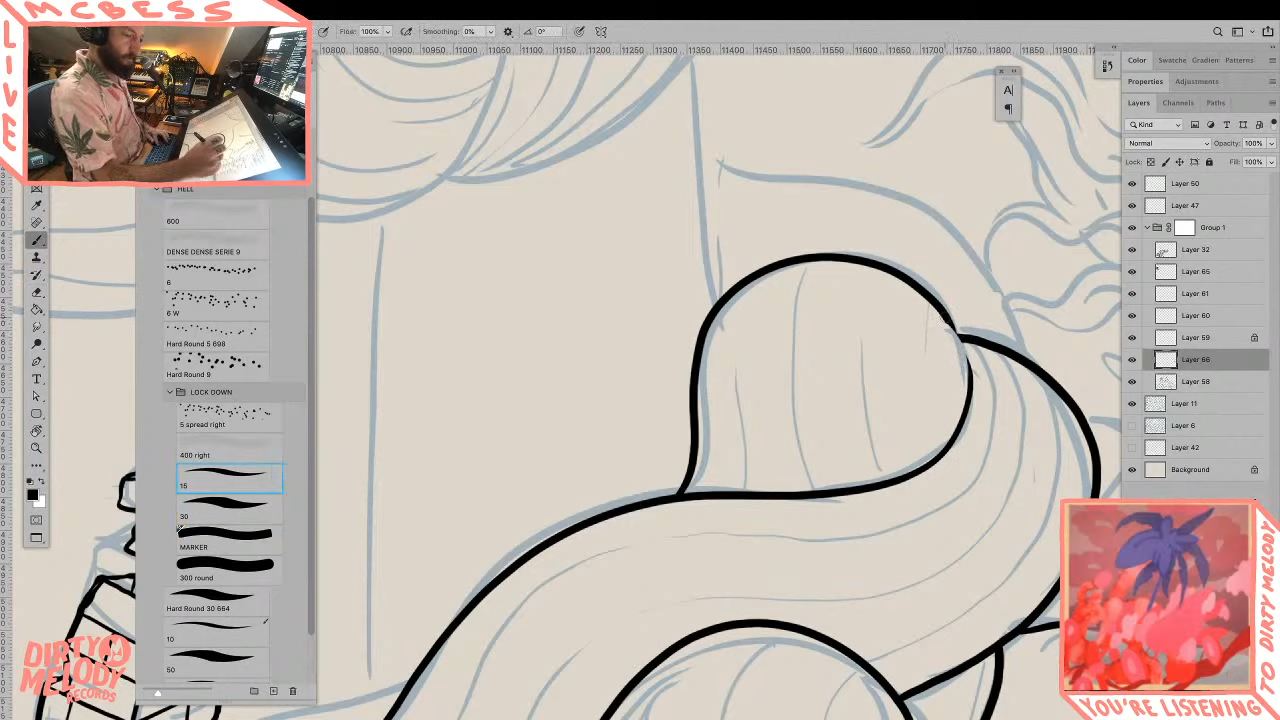 MCBESS
LIVE
Flow: 100%
Smoothing: 0%
0°
10800 10850 10900 10950 11000 11050 11100 11150 11200 11250 11300 11350 11400 11450 11500 11550 11600 11650 11700 11750 11800 11850 11900
Color Swatche Gradien Patterns
Properties Adjustments
Layers Channels Paths
Kind
Normal Opacity: 100%
Lock: Fill: 100%
Layer 50
Layer 47
Group 1
Layer 32
Layer 65
Layer 61
Layer 60
Layer 59
Layer 66
Layer 58
Layer 11
Layer 6
Layer 42
Background
HELL
600
DENSE DENSE SERIE 9
6
6 W
Hard Round 5 698
Hard Round 9
LOCK DOWN
5 spread right
400 right
15
30
MARKER
300 round
Hard Round 30 664
10
50
DIRTY MELODY RECORDS
YOU'RE LISTENING
TO DIRTY MELODY